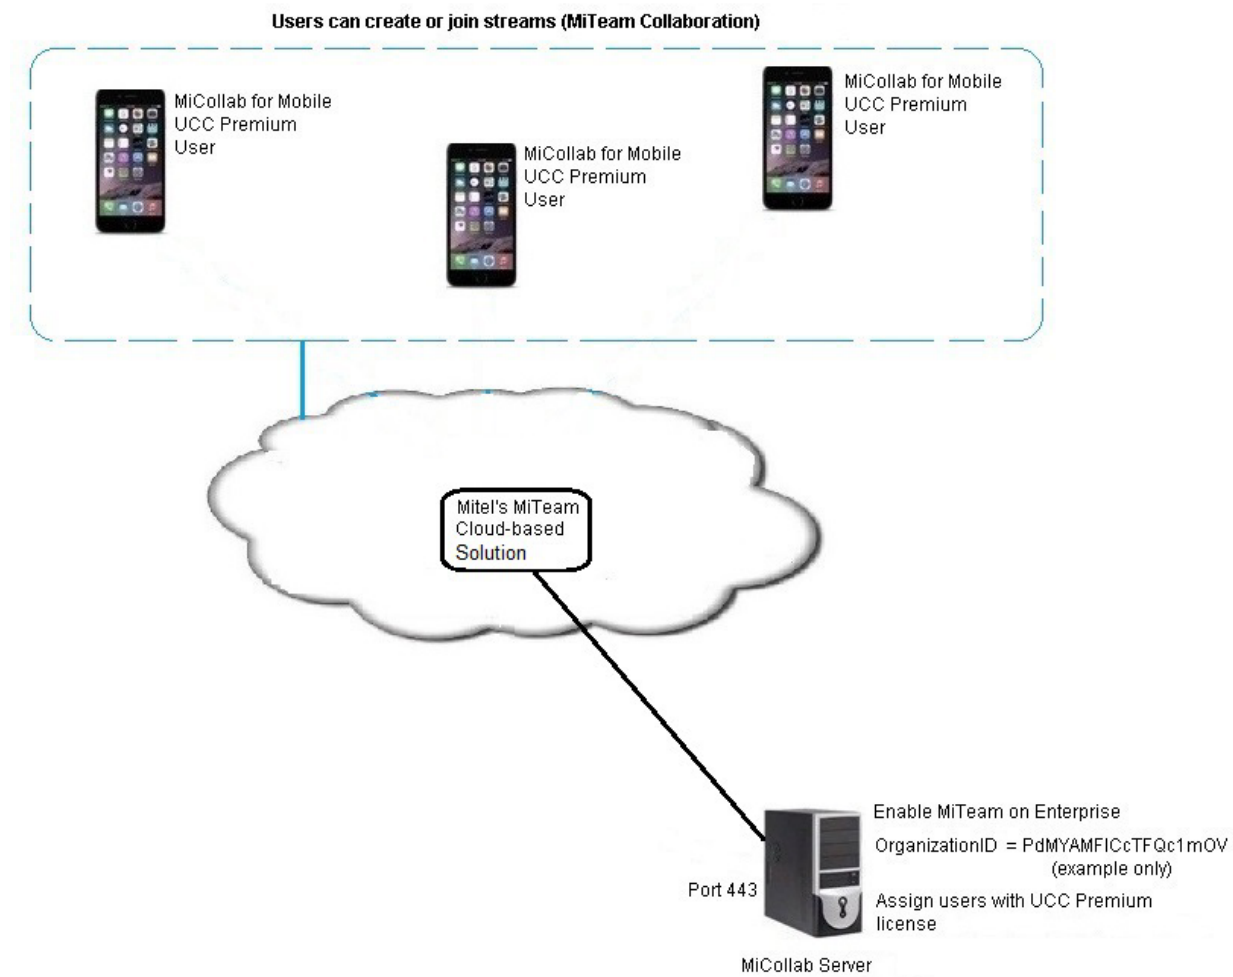 Users can create or join streams (MiTeam Collaboration)
MiCollab for Mobile
UCC Premium
User
MiCollab for Mobile
UCC Premium
User
MiCollab for Mobile
UCC Premium
User
Mitel's MiTeam
Cloud-based
Solution
Enable MiTeam on Enterprise
OrganizationID = PdMYAMFICcTFQc1mOV
(example only)
Port 443
Assign users with UCC Premium
license
MiCollab Server